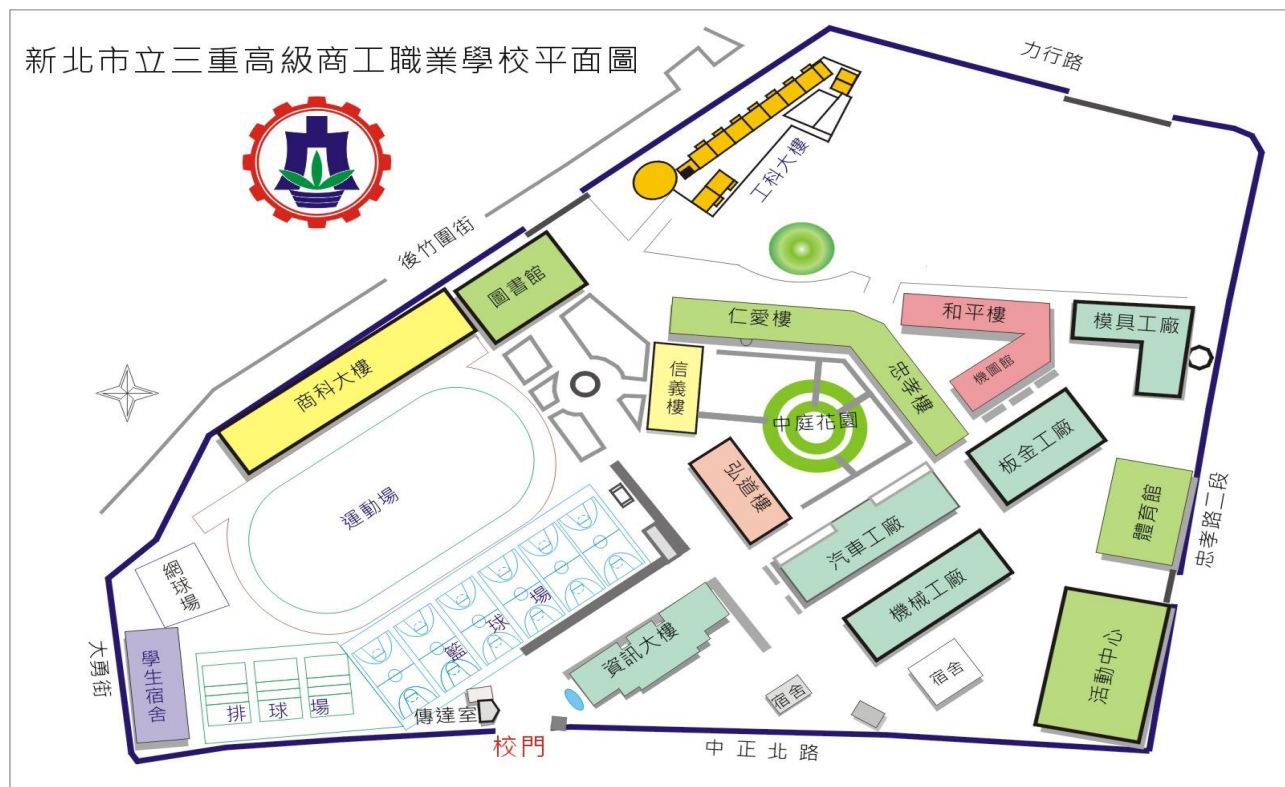 新北市立三重高級商工職業學校平面圖
力行路
工科大樓
後竹圍街
圖書館
仁愛樓
和平樓
模具工廠
商科大樓
信義樓
忠孝樓
機圖館
中庭花園
板金工廠
弘道樓
運動場
體育館
忠孝路二段
汽車工廠
網球場
籃球場
機械工廠
大勇街
學生宿舍
資訊大樓
宿舍
宿舍
活動中心
排球場
傳達室
校門
中正北路